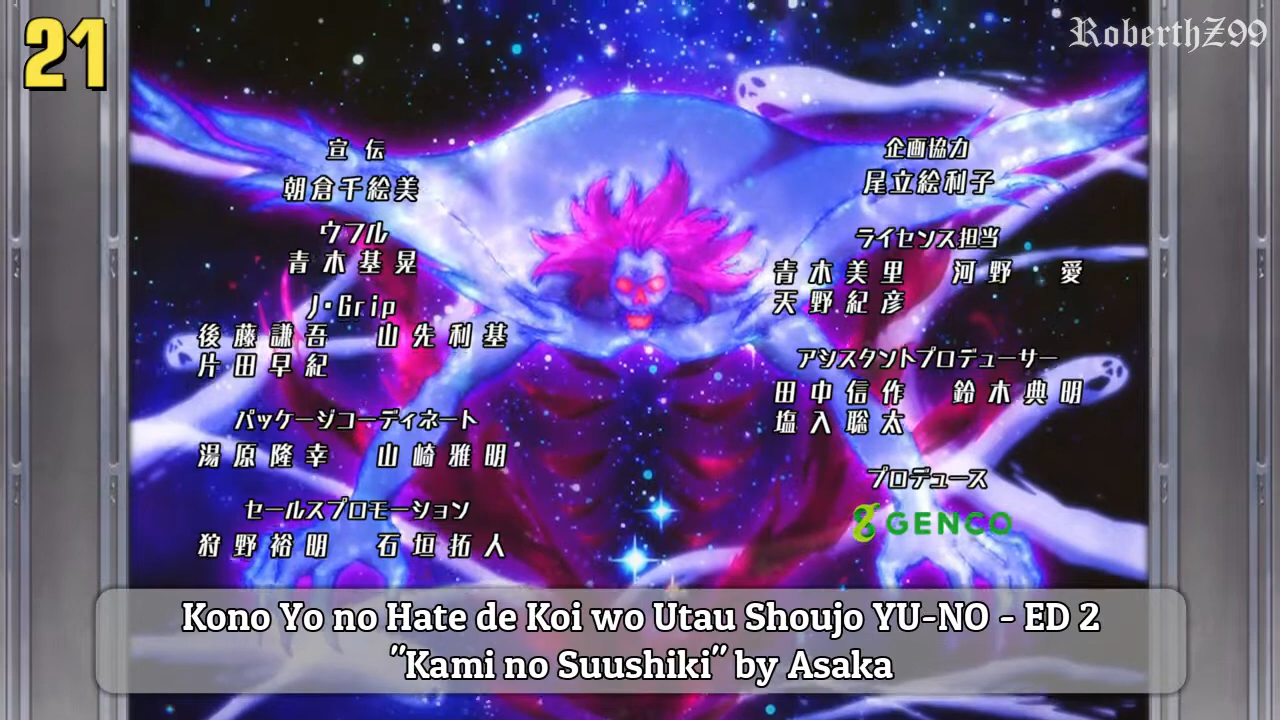 21
RoberthZ99
宣 伝
朝倉千絵美
ウフル
青木基晃
J・Grip
後藤謙吾 山先利基
片田早紀
パッケージコーディネート
湯原隆幸 山崎雅明
セールスプロモーション
狩野裕明 石垣拓人
企画協力
尾立絵利子
ライセンス担当
青木美里 河野 愛
天野紀彦
アシスタントプロデューサー
田中信作 鈴木典明
塩入聡太
プロデュース
GENCO
Kono Yo no Hate de Koi wo Utau Shoujo YU-NO - ED 2
"Kami no Suushiki" by Asaka